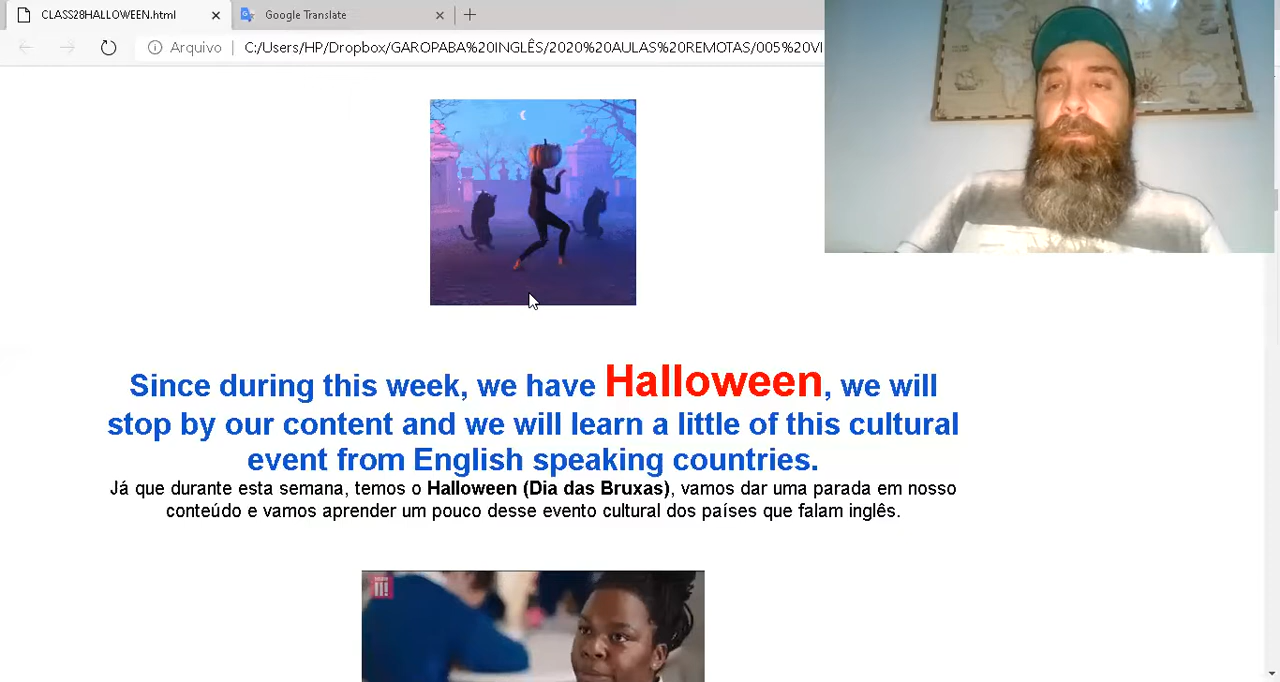 CLASS28HALLOWEEN.html
Google Translate
Arquivo
C:/Users/HP/Dropbox/GAROPABA%20INGLÊS/2020%20AULAS%20REMOTAS/005%20VI
Since during this week, we have Halloween, we will
stop by our content and we will learn a little of this cultural
event from English speaking countries.
Já que durante esta semana, temos o Halloween (Dia das Bruxas), vamos dar uma parada em nosso
conteúdo e vamos aprender um pouco desse evento cultural dos países que falam inglês.